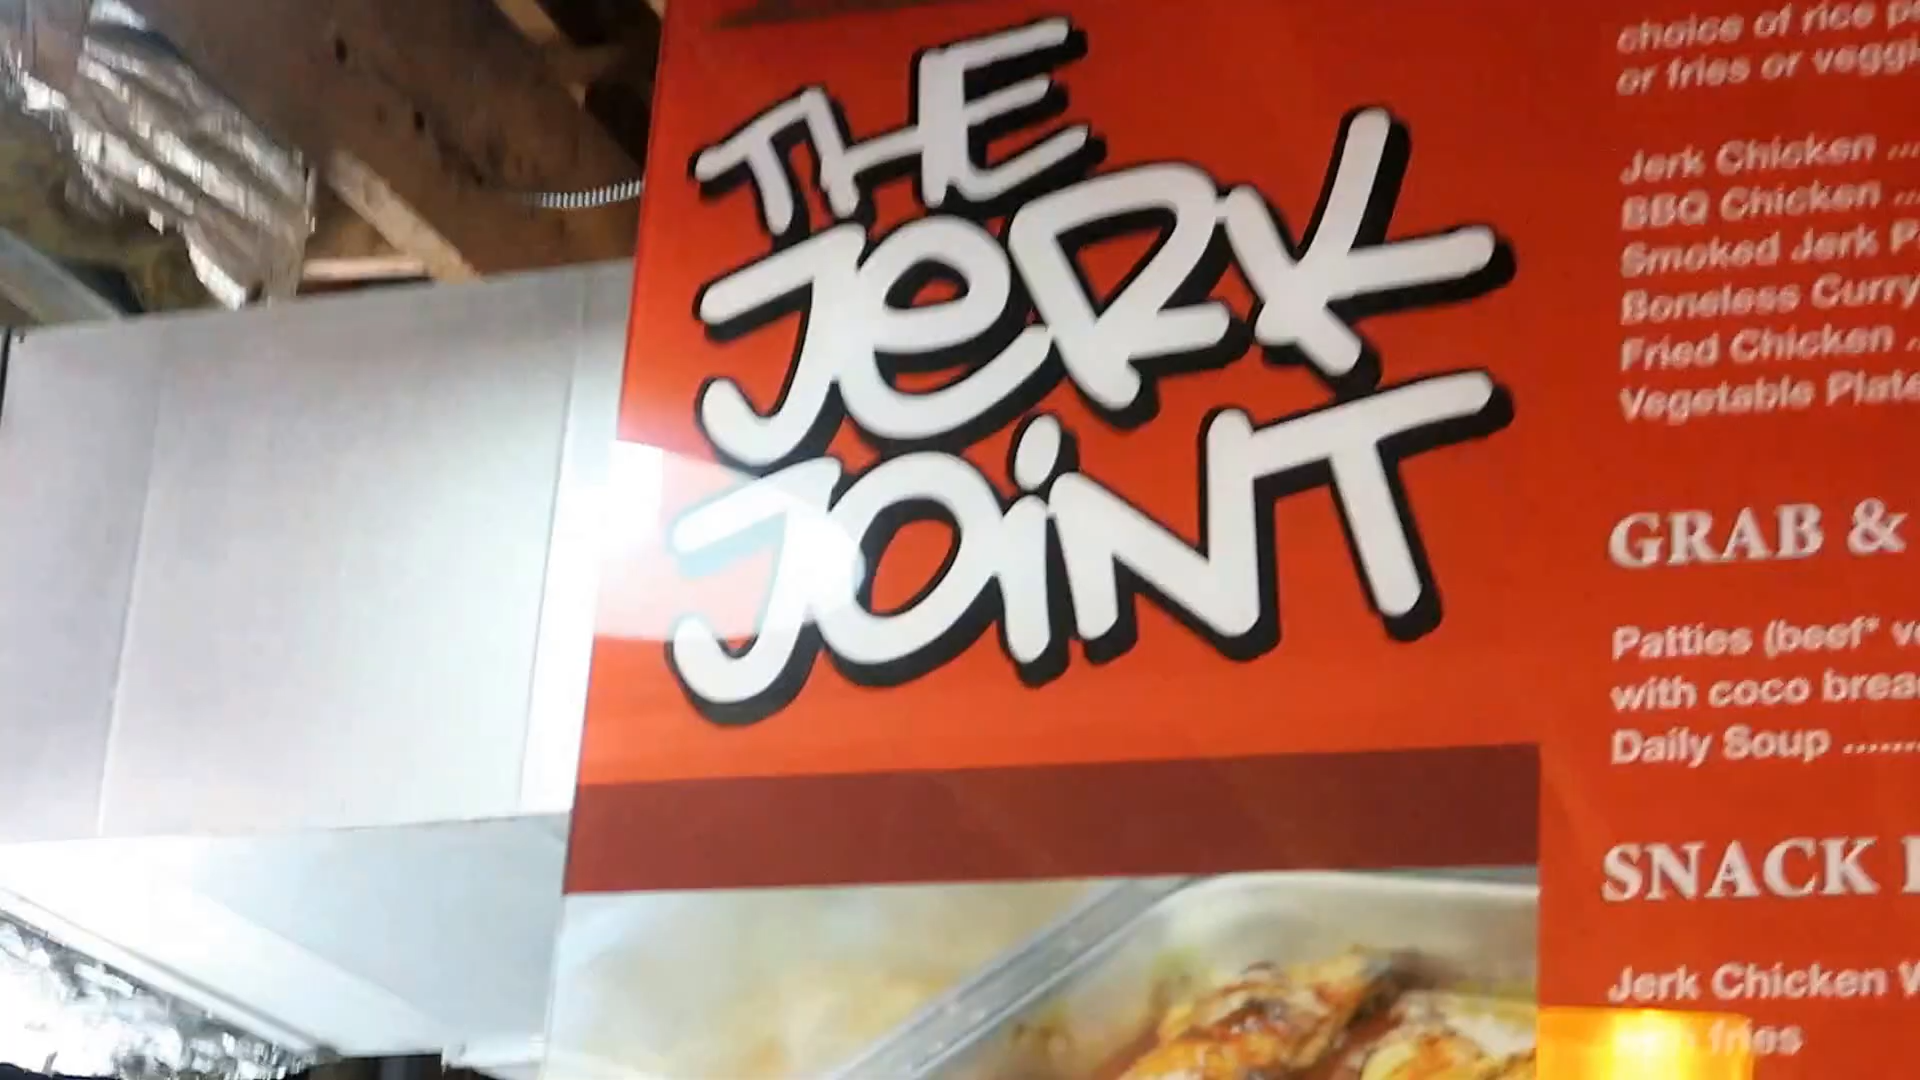 THE
JeRK
JOiNT
choice of rice
or fries or
Jerk Chicken ....
BBQ Chicken ...
Smoked Jerk
Boneless Curry
Fried Chicken ..
Vegetable Plate
GRAB &
Patties (beef*
with coco
Daily Soup .......
SNACK
Jerk Chicken
fries